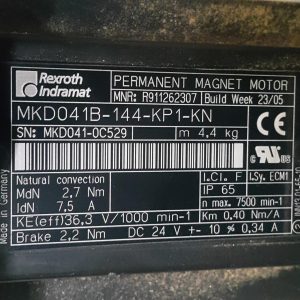 Rexroth
Indramat
PERMANENT MAGNET MOTOR
MNR: R911262307 Build Week 23/05
MKD041B-144-KP1-KN
SN: MKD041-0C529 m 4,4 kg
CE
Natural convection I.Cl. F I.Sy. ECM1
MdN 2.7 Nm IP 65
IdN 7,5 A n max 7500 min-1
KE(eff)36,3 V/1000 min-1 Km 0,40 Nm/A
Brake 2,2 Nm DC 24 V +- 10 % 0.34 A
Made in Germany